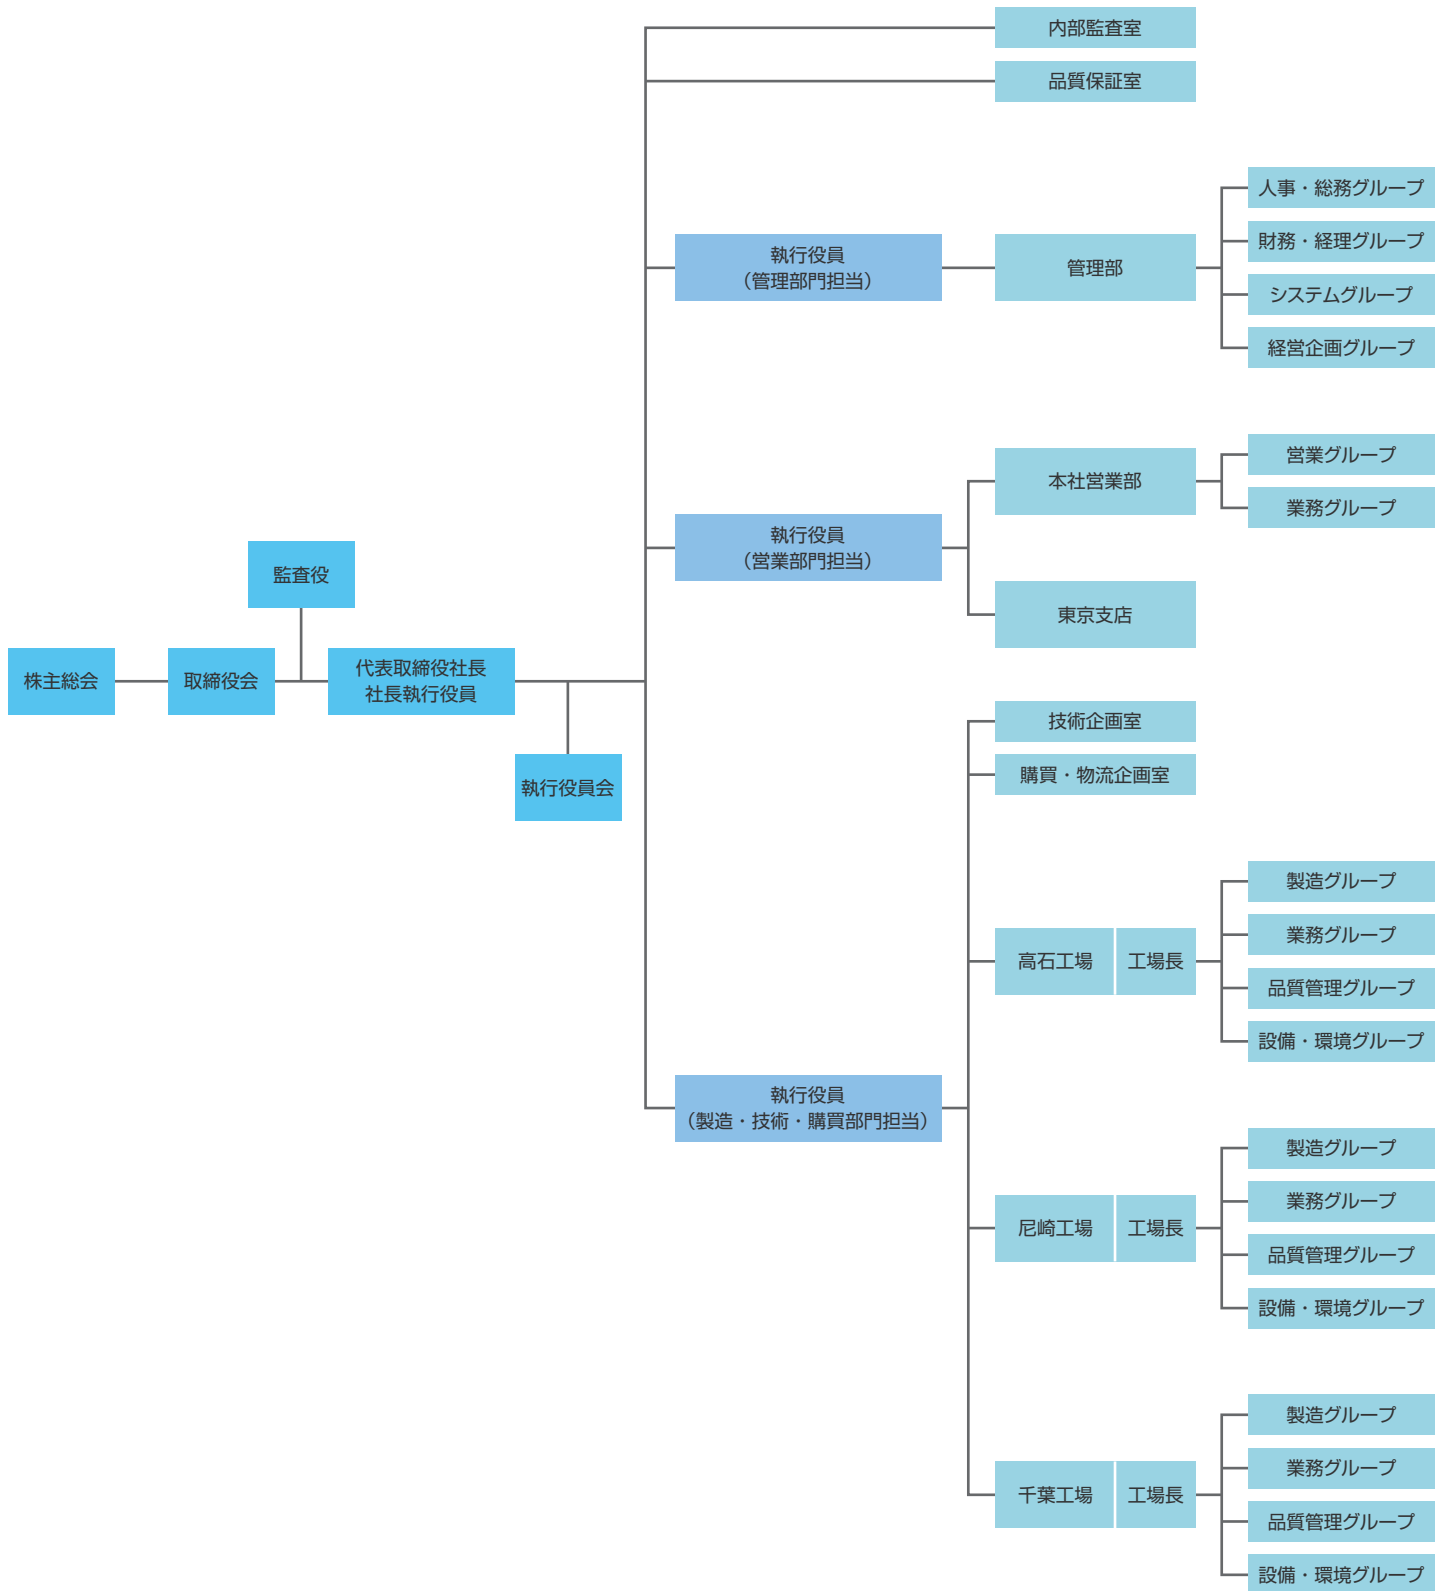 株主総会
取締役会
監査役
代表取締役社長
社長執行役員
執行役員会
内部監査室
品質保証室
執行役員
（管理部門担当）
管理部
人事・総務グループ
財務・経理グループ
システムグループ
経営企画グループ
執行役員
（営業部門担当）
本社営業部
営業グループ
業務グループ
東京支店
執行役員
（製造・技術・購買部門担当）
技術企画室
購買・物流企画室
高石工場 工場長
製造グループ
業務グループ
品質管理グループ
設備・環境グループ
尼崎工場 工場長
製造グループ
業務グループ
品質管理グループ
設備・環境グループ
千葉工場 工場長
製造グループ
業務グループ
品質管理グループ
設備・環境グループ